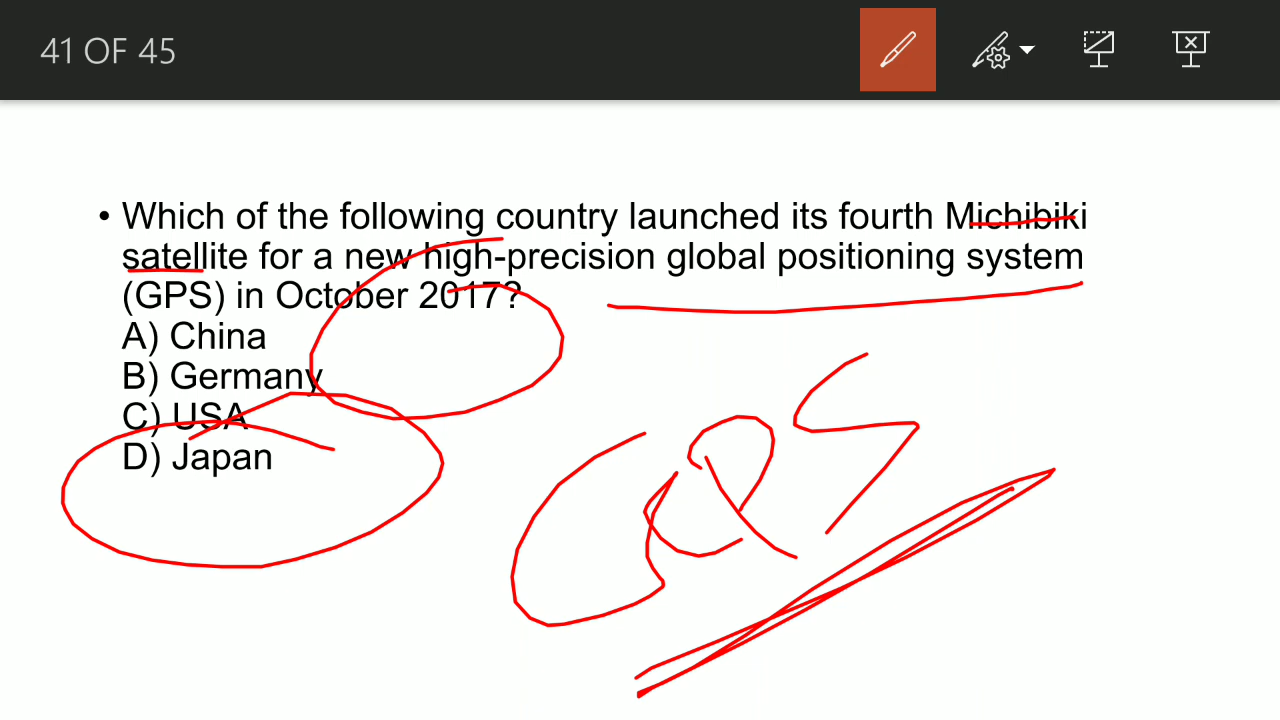 41 OF 45
• Which of the following country launched its fourth Michibiki
satellite for a new high-precision global positioning system
(GPS) in October 2017?
A) China
B) Germany
C) USA
D) Japan
GPS